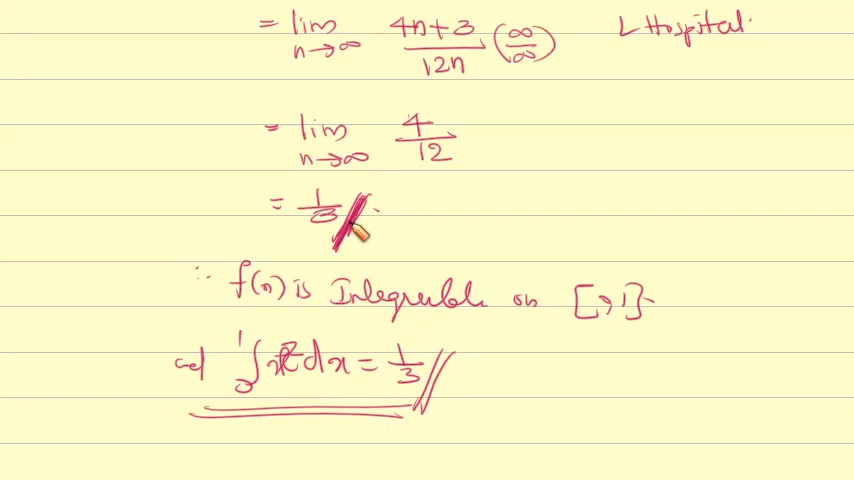 = lim n→∞ 4n+3 / 12n (∞/∞) L Hospital.
= lim n→∞ 4/12
= 1/3
∴ f(x) is Integrable on [0,1].
and ∫₀¹ x² dx = 1/3